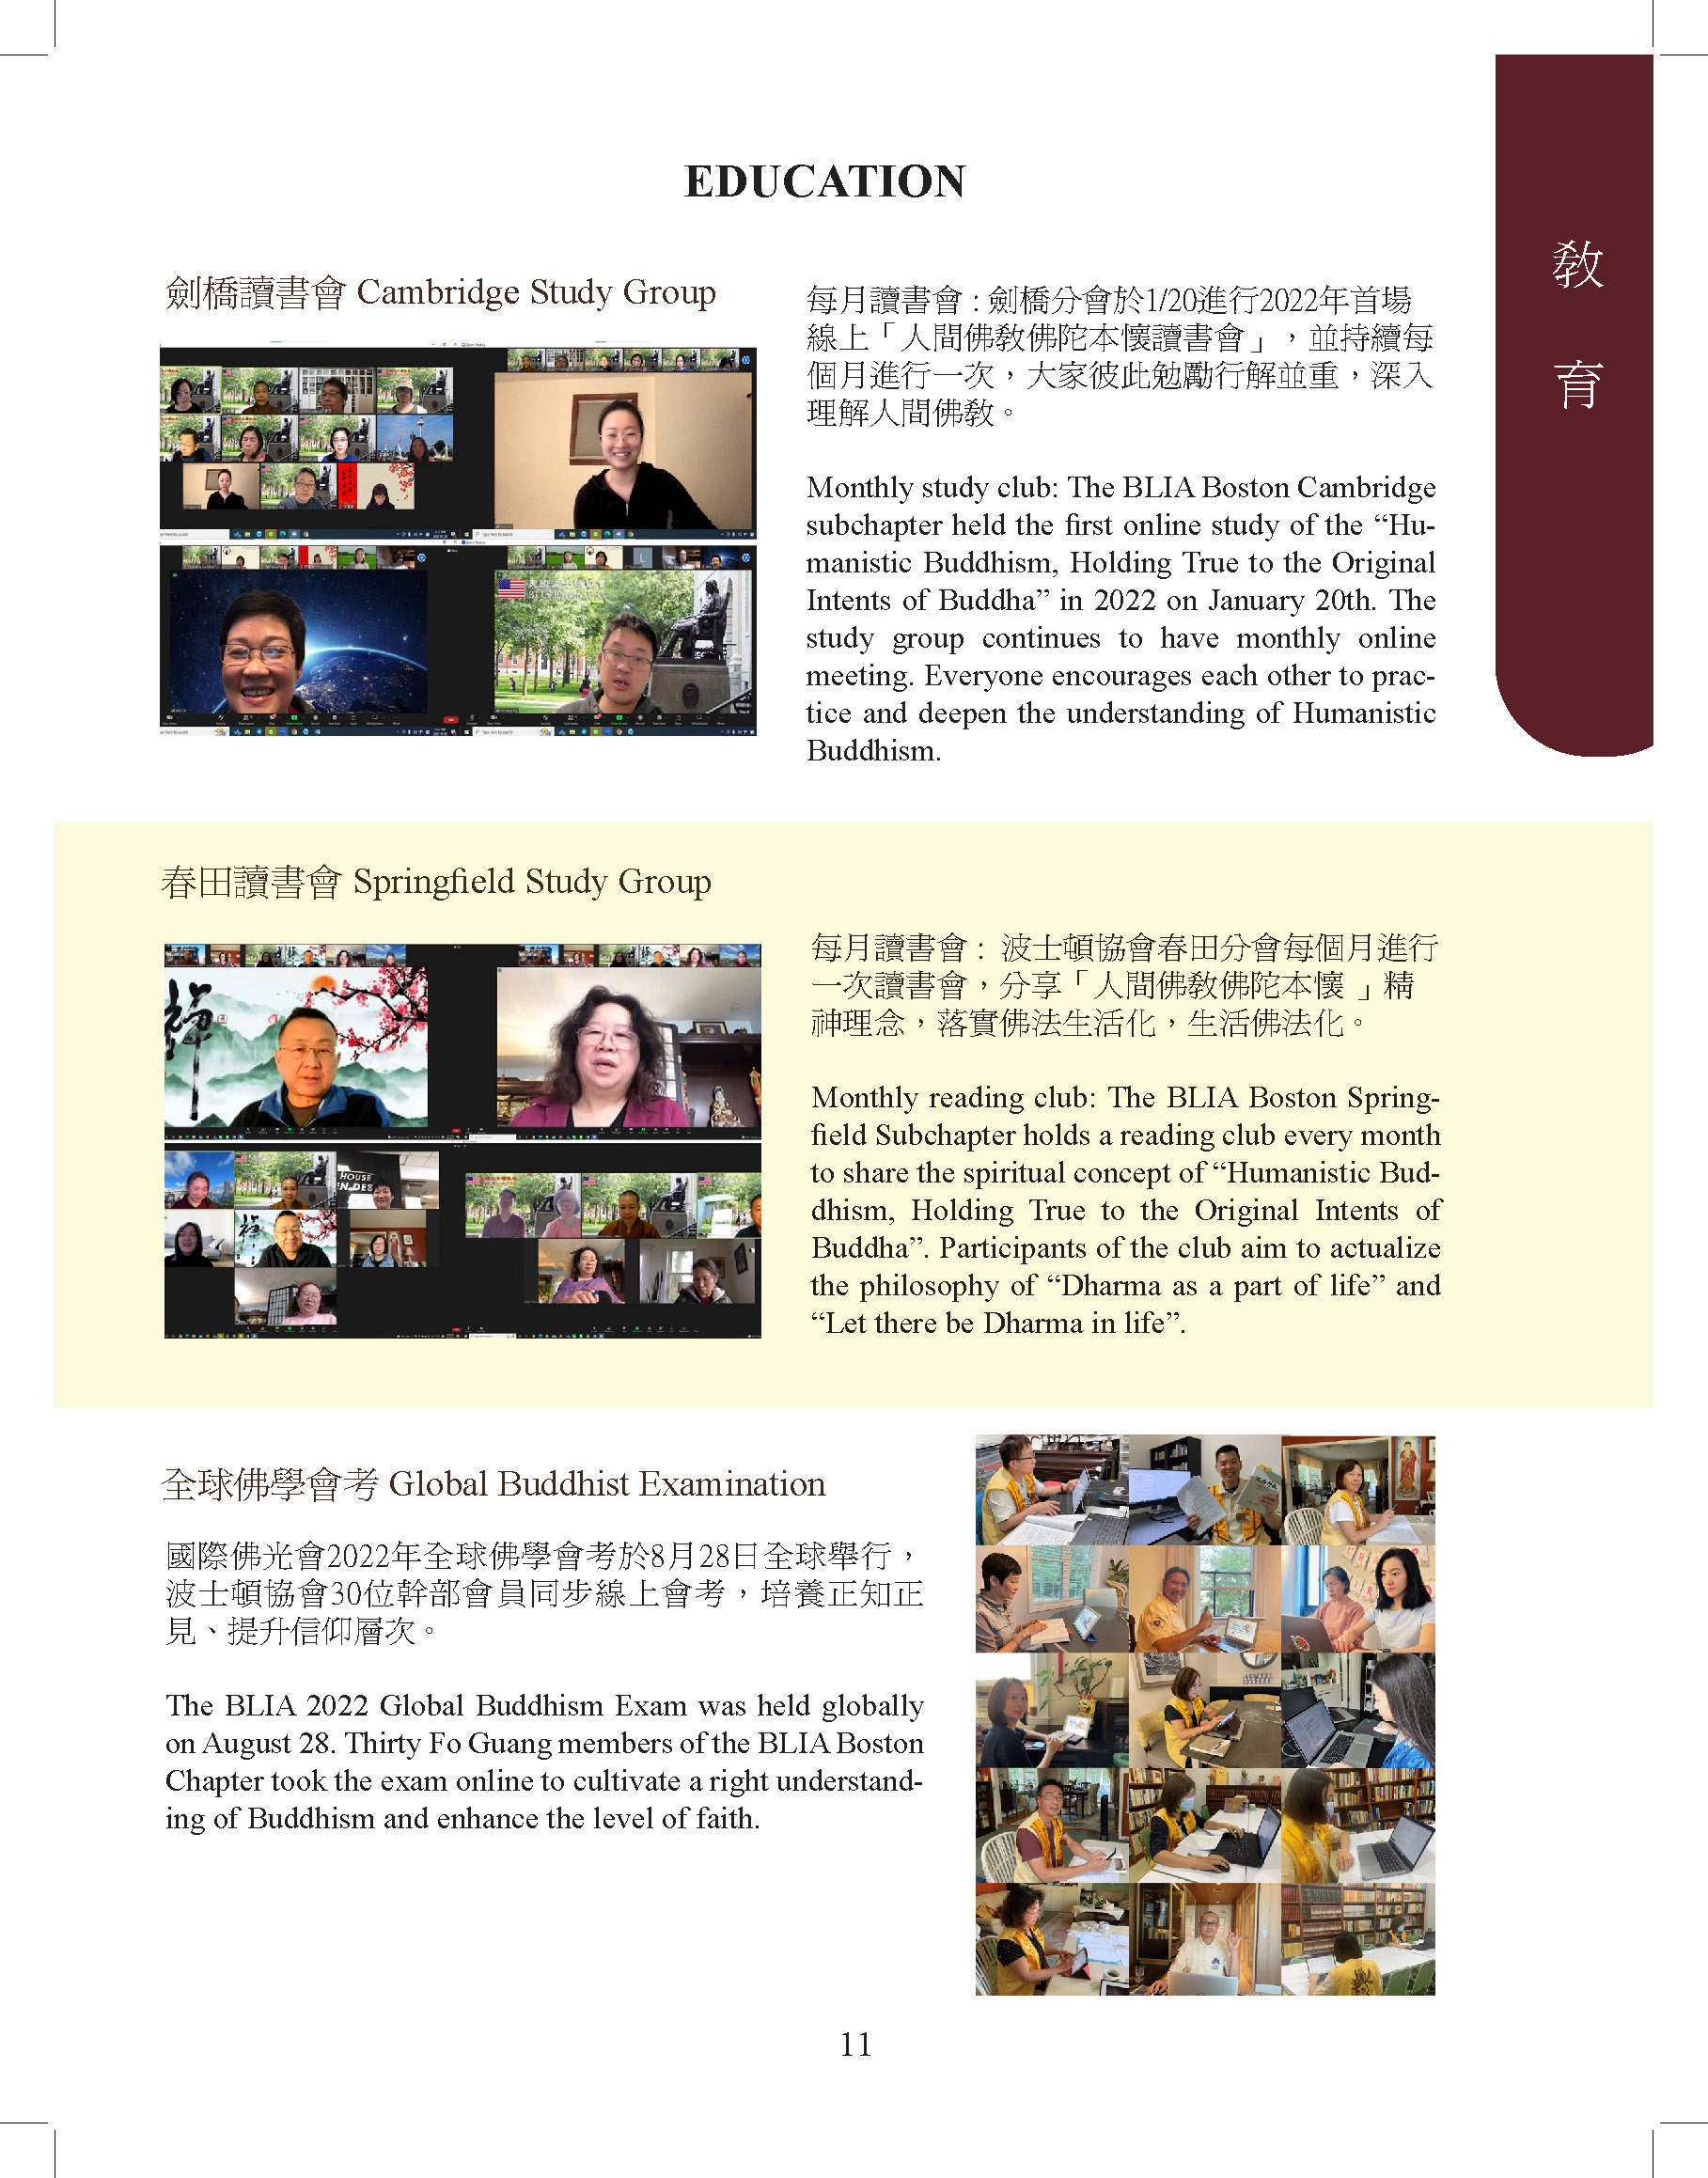 EDUCATION
教
育
劍橋讀書會 Cambridge Study Group
每月讀書會 : 劍橋分會於1/20進行2022年首場
線上「人間佛教佛陀本懷讀書會」，並持續每
個月進行一次，大家彼此勉勵行解並重，深入
理解人間佛教。
Monthly study club: The BLIA Boston Cambridge
subchapter held the first online study of the “Hu-
manistic Buddhism, Holding True to the Original
Intents of Buddha” in 2022 on January 20th. The
study group continues to have monthly online
meeting. Everyone encourages each other to prac-
tice and deepen the understanding of Humanistic
Buddhism.
春田讀書會 Springfield Study Group
每月讀書會 :  波士頓協會春田分會每個月進行
一次讀書會，分享「人間佛教佛陀本懷 」精
神理念，落實佛法生活化，生活佛法化。
Monthly reading club: The BLIA Boston Spring-
field Subchapter holds a reading club every month
to share the spiritual concept of “Humanistic Bud-
dhism, Holding True to the Original Intents of
Buddha”. Participants of the club aim to actualize
the philosophy of “Dharma as a part of life” and
“Let there be Dharma in life”.
全球佛學會考 Global Buddhist Examination
國際佛光會2022年全球佛學會考於8月28日全球舉行，
波士頓協會30位幹部會員同步線上會考，培養正知正
見、提升信仰層次。
The BLIA 2022 Global Buddhism Exam was held globally
on August 28. Thirty Fo Guang members of the BLIA Boston
Chapter took the exam online to cultivate a right understand-
ing of Buddhism and enhance the level of faith.
11